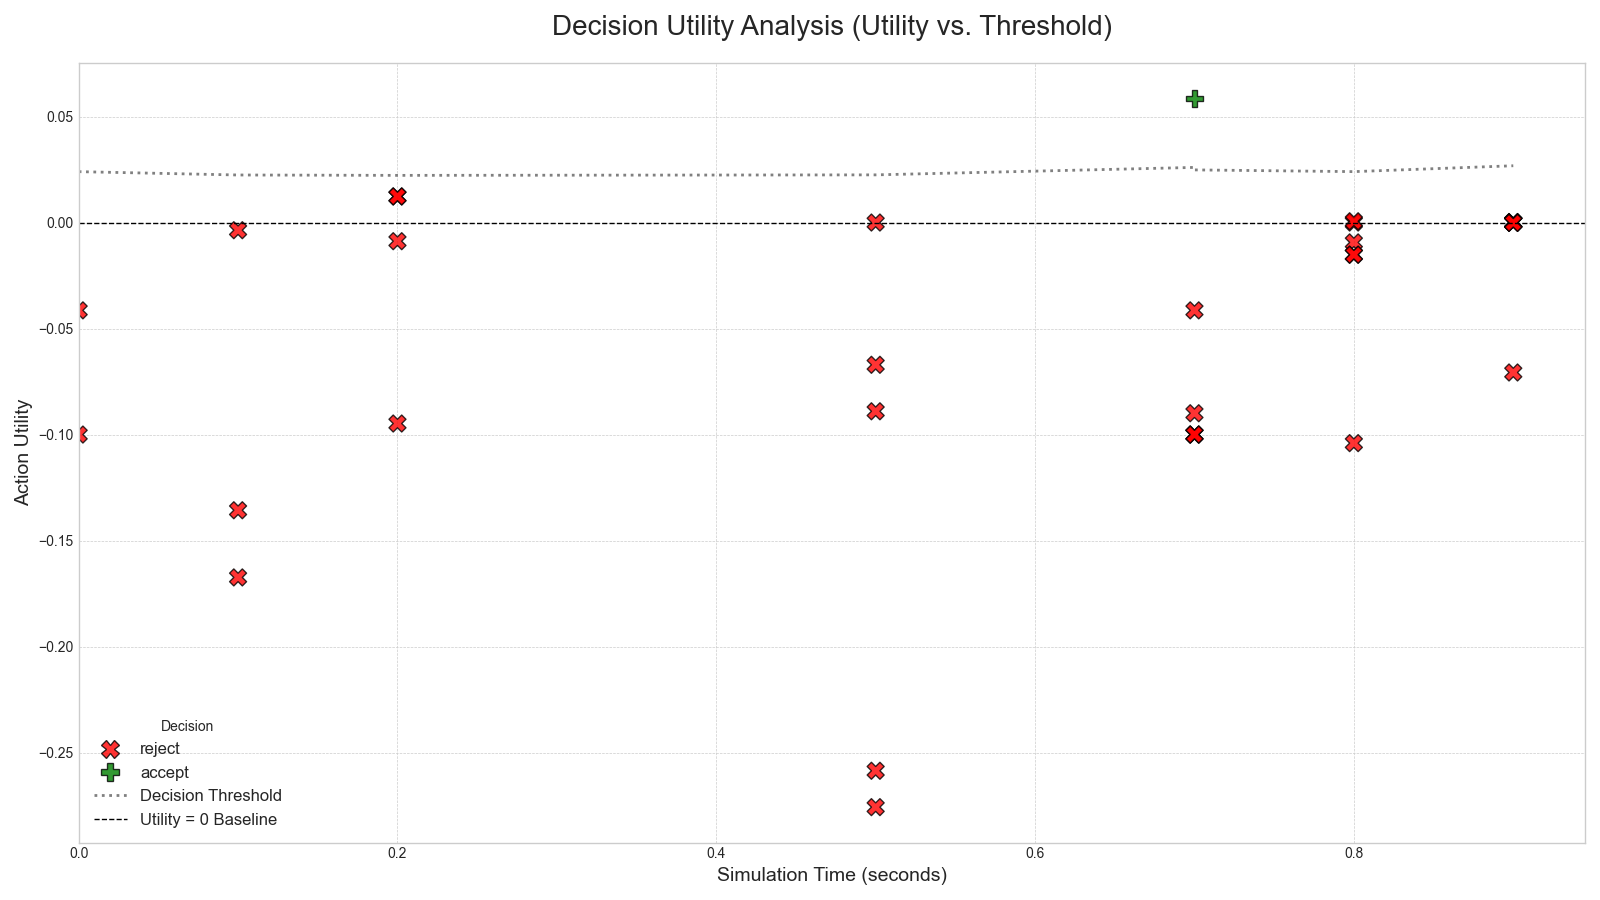 Decision Utility Analysis (Utility vs. Threshold)
0.05
0.00
−0.05
−0.10
−0.15
−0.20
−0.25
Action Utility
Decision
reject
accept
Decision Threshold
Utility = 0 Baseline
0.0 0.2 0.4 0.6 0.8
Simulation Time (seconds)